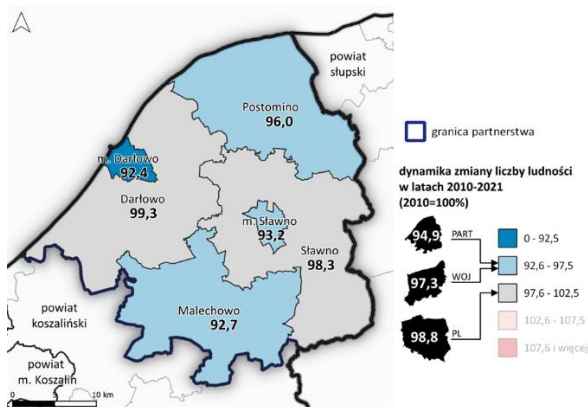 powiat
słupski
Postomino
96,0
m. Darłowo
92,4
Darłowo
99,3
m. Sławno
93,2
Sławno
98,3
Malechowo
92,7
powiat
koszaliński
powiat
m. Koszalin
0 5 10 km
granica partnerstwa
dynamika zmiany liczby ludności
w latach 2010-2021
(2010=100%)
94,9 PART
97,3 WOJ
98,8 PL
0 - 92,5
92,6 - 97,5
97,6 - 102,5
102,6 - 107,5
107,6 i więcej